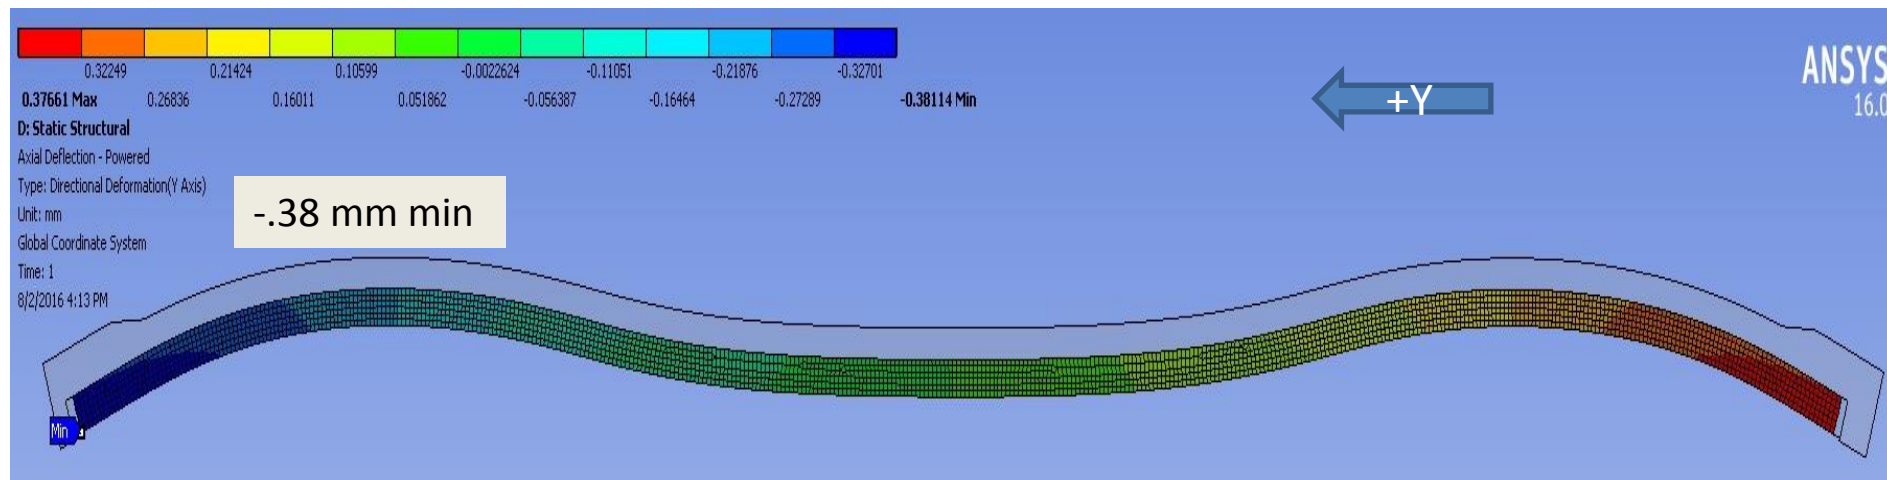 0.32249 0.21424 0.10599 -0.0022624 -0.11051 -0.21876 -0.32701
0.37661 Max 0.26836 0.16011 0.051862 -0.056387 -0.16464 -0.27289 -0.38114 Min
D: Static Structural
Axial Deflection - Powered
Type: Directional Deformation(Y Axis)
Unit: mm
Global Coordinate System
Time: 1
8/2/2016 4:13 PM
-.38 mm min
+Y
ANSYS
16.0
Min